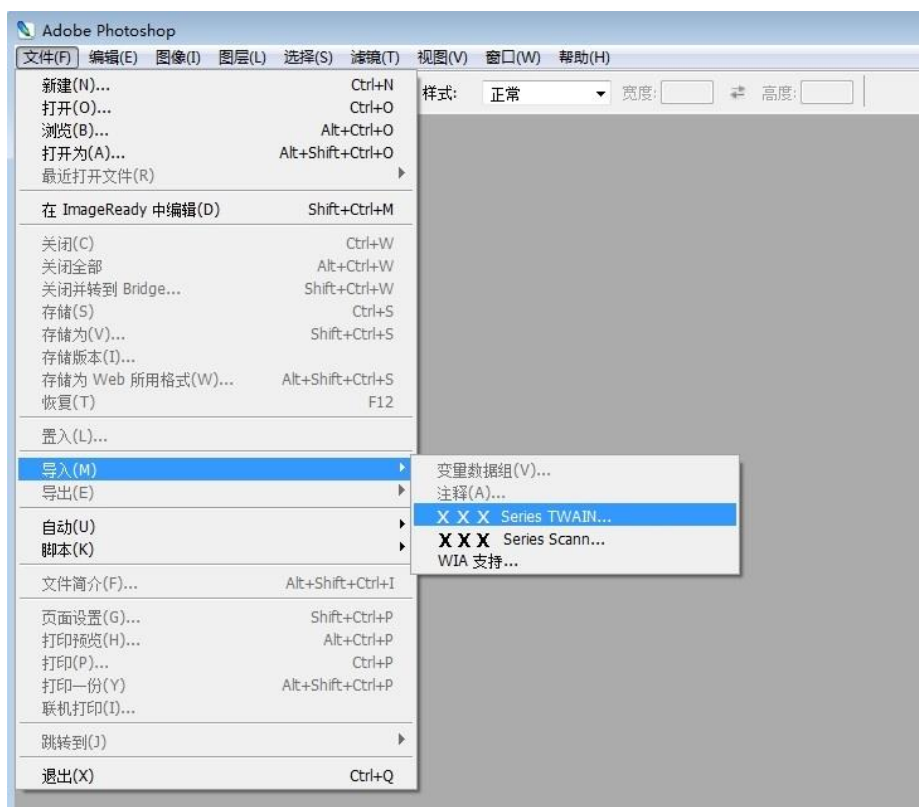 Adobe Photoshop
文件(F) 编辑(E) 图像(I) 图层(L) 选择(S) 滤镜(T) 视图(V) 窗口(W) 帮助(H)
样式: 正常 宽度: 高度:
新建(N)... Ctrl+N
打开(O)... Ctrl+O
浏览(B)... Alt+Ctrl+O
打开为(A)... Alt+Shift+Ctrl+O
最近打开文件(R)
在 ImageReady 中编辑(D) Shift+Ctrl+M
关闭(C) Ctrl+W
关闭全部 Alt+Ctrl+W
关闭并转到 Bridge... Shift+Ctrl+W
存储(S) Ctrl+S
存储为(V)... Shift+Ctrl+S
存储版本(I)...
存储为 Web 所用格式(W)... Alt+Shift+Ctrl+S
恢复(T) F12
置入(L)...
导入(M)
导出(E)
自动(U)
脚本(K)
文件简介(F)... Alt+Shift+Ctrl+I
页面设置(G)... Shift+Ctrl+P
打印预览(H)... Alt+Ctrl+P
打印(P)... Ctrl+P
打印一份(Y) Alt+Shift+Ctrl+P
联机打印(I)...
跳转到(J)
退出(X) Ctrl+Q
变量数据组(V)...
注释(A)...
X X X Series TWAIN...
X X X Series Scann...
WIA 支持...